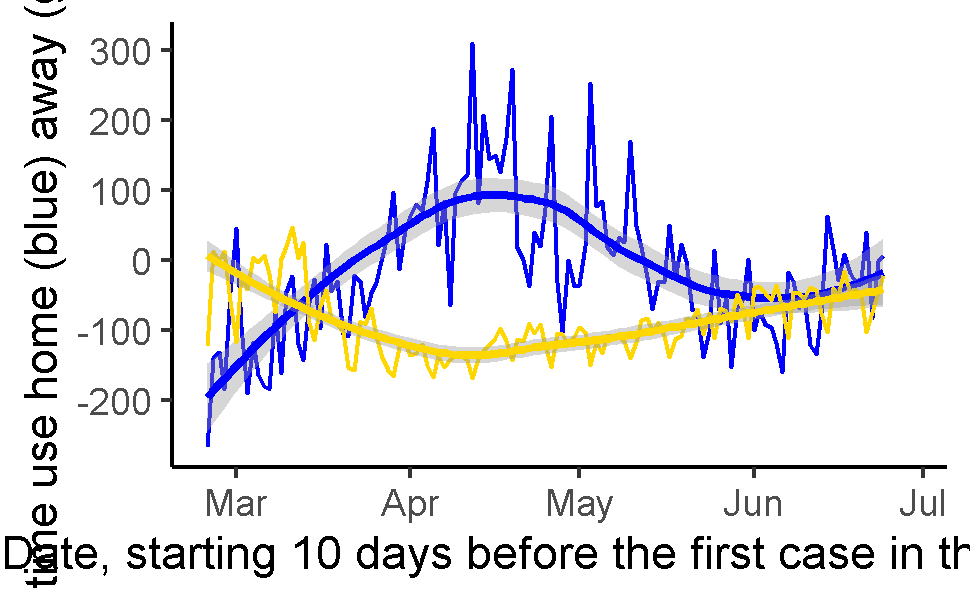 time use home (blue) away (
300
200
100
0
-100
-200
Mar Apr May Jun Jul
Date, starting 10 days before the first case in th